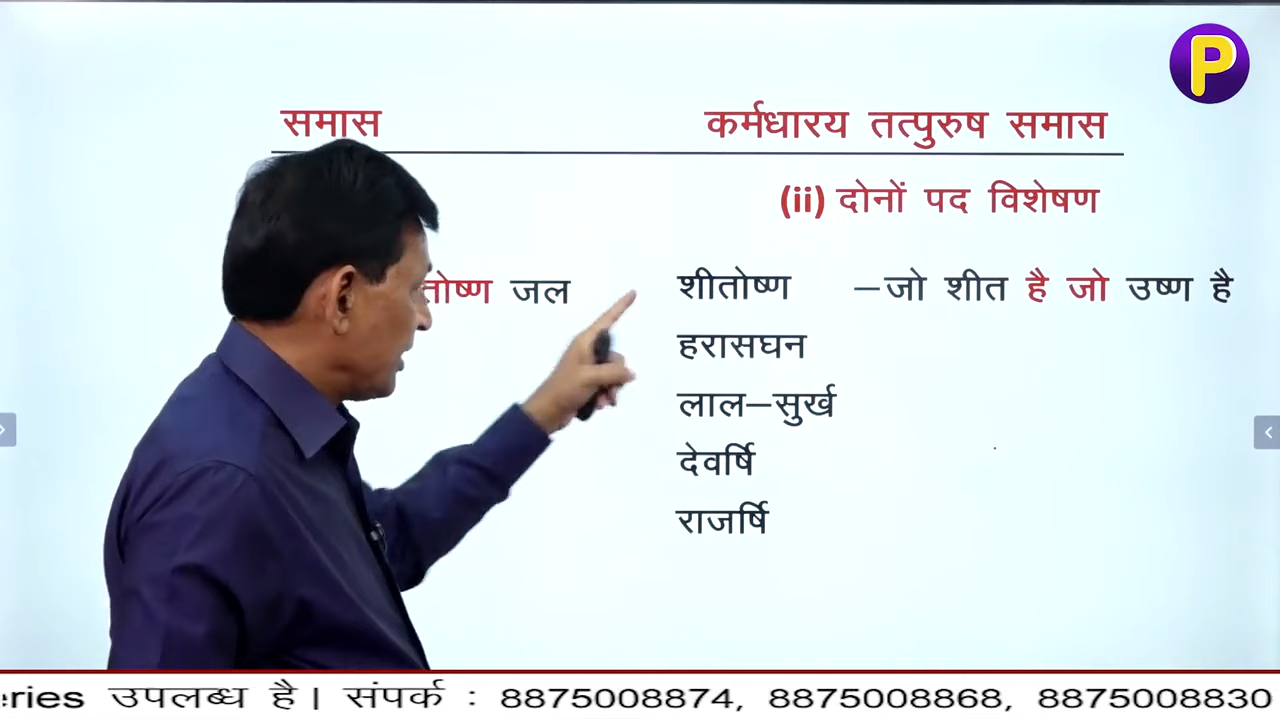 P
समास कर्मधारय तत्पुरुष समास
(ii) दोनों पद विशेषण
जल शीतोष्ण –जो शीत है जो उष्ण है
हरासघन
लाल–सुर्ख
देवर्षि
राजर्षि
उपलब्ध है। संपर्क : 8875008874, 8875008868, 8875008830